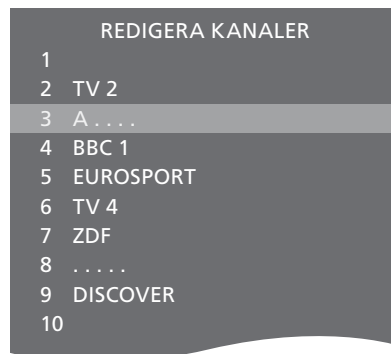 REDIGERA KANALER
1
2 TV 2
3 A . . . .
4 BBC 1
5 EUROSPORT
6 TV 4
7 ZDF
8 . . . . .
9 DISCOVER
10